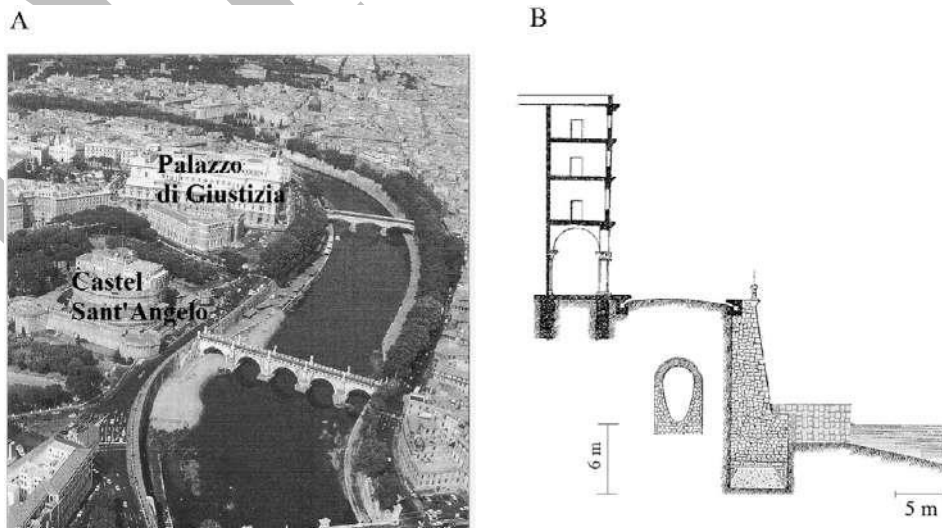 A
B
Palazzo
di Giustizia
Castel
Sant'Angelo
6 m
5 m